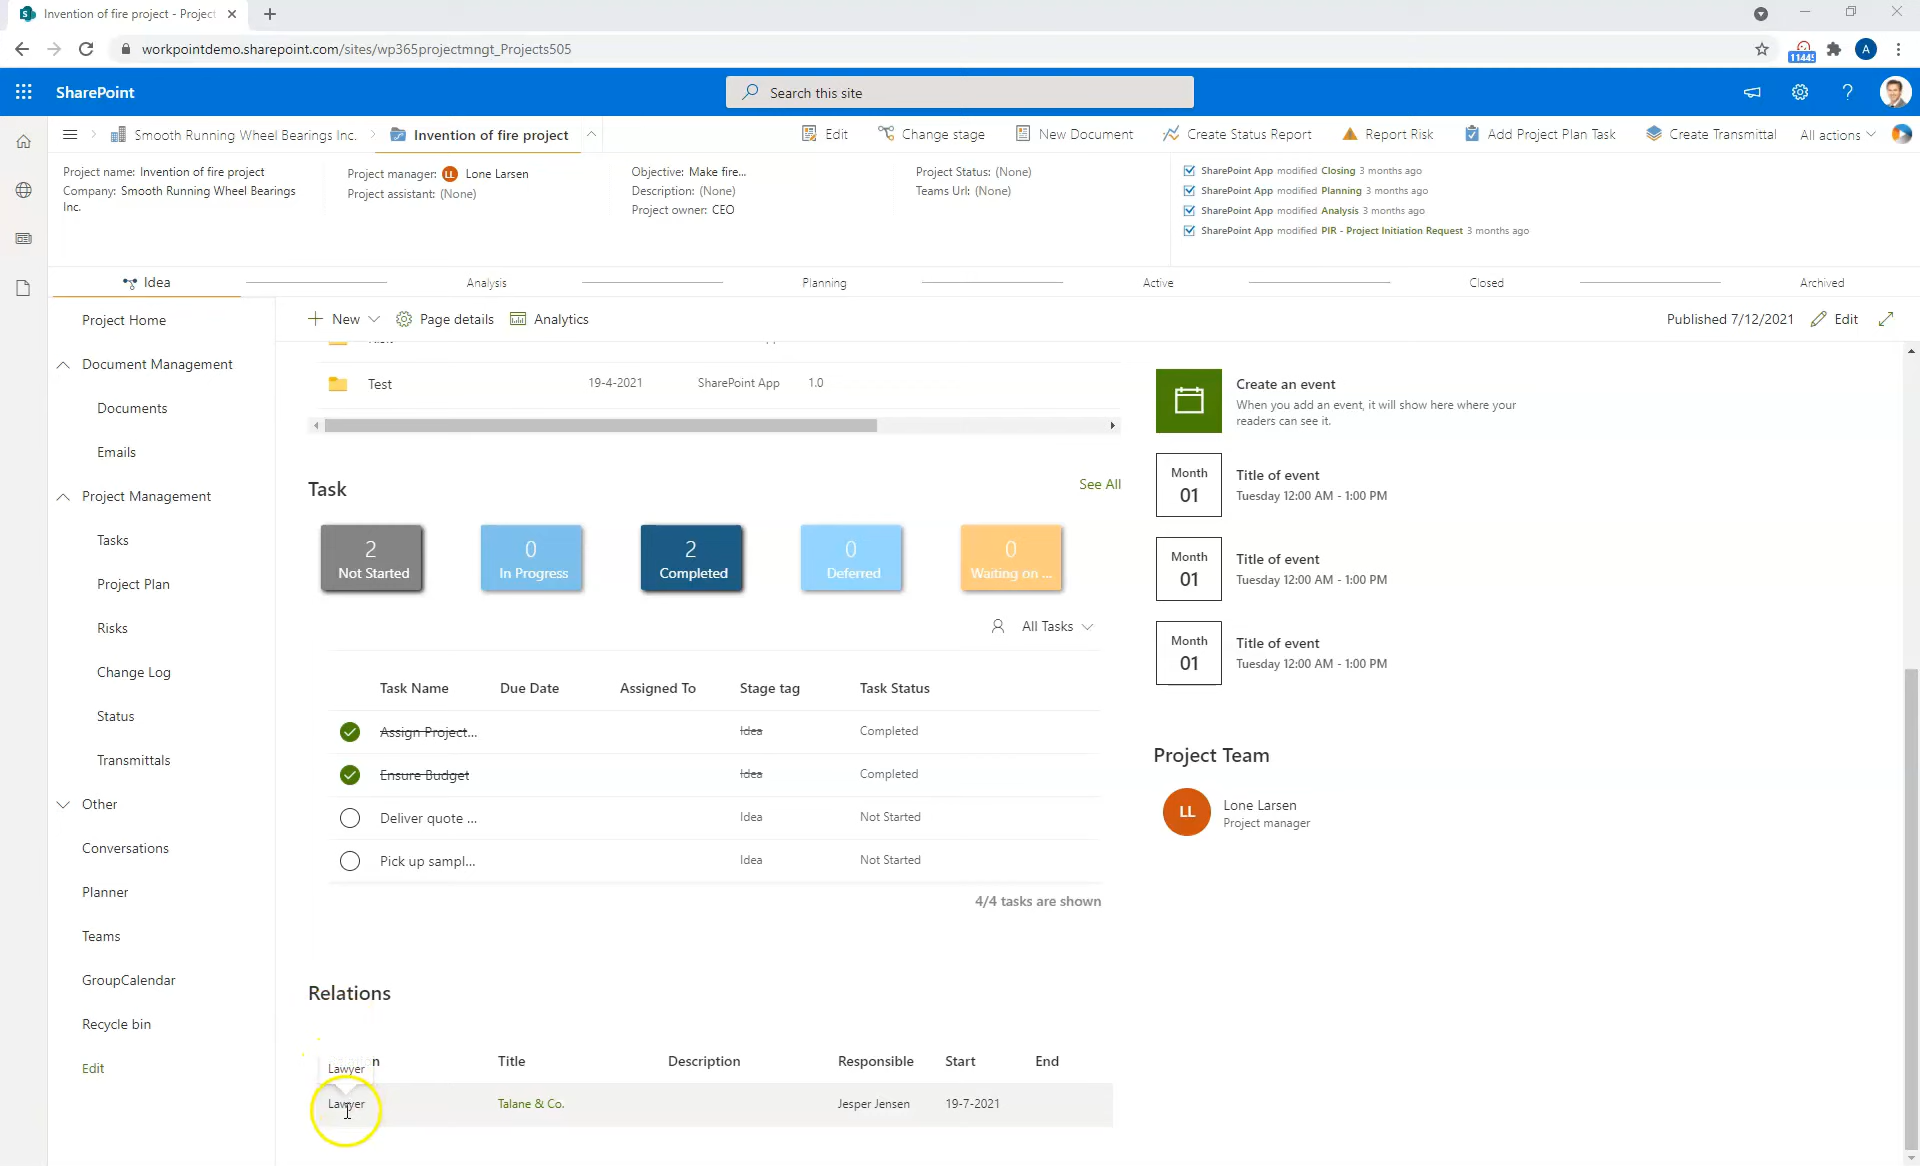 Invention of fire project - Project
workpointdemo.sharepoint.com/sites/wp365projectmngt_Projects505
A
SharePoint
Search this site
Smooth Running Wheel Bearings Inc.
Invention of fire project
Edit
Change stage
New Document
Create Status Report
Report Risk
Add Project Plan Task
Create Transmittal
All actions
Project name: Invention of fire project
Company: Smooth Running Wheel Bearings
Inc.
Project manager: LL Lone Larsen
Project assistant: (None)
Objective: Make fire...
Description: (None)
Project owner: CEO
Project Status: (None)
Teams Url: (None)
SharePoint App modified Closing 3 months ago
SharePoint App modified Planning 3 months ago
SharePoint App modified Analysis 3 months ago
SharePoint App modified PIR - Project Initiation Request 3 months ago
Idea
Analysis
Planning
Active
Closed
Archived
Project Home
Document Management
Documents
Emails
Project Management
Tasks
Project Plan
Risks
Change Log
Status
Transmittals
Other
Conversations
Planner
Teams
GroupCalendar
Recycle bin
Edit
New
Page details
Analytics
Published 7/12/2021
Edit
Test 19-4-2021 SharePoint App 1.0
Task
See All
2
Not Started
0
In Progress
2
Completed
0
Deferred
0
Waiting on ...
All Tasks
Task Name Due Date Assigned To Stage tag Task Status
Assign Project... Idea Completed
Ensure Budget Idea Completed
Deliver quote ... Idea Not Started
Pick up sampl... Idea Not Started
4/4 tasks are shown
Relations
Title Description Responsible Start End
Lawyer
Lawyer Talane & Co. Jesper Jensen 19-7-2021
Create an event
When you add an event, it will show here where your
readers can see it.
Month
01
Title of event
Tuesday 12:00 AM - 1:00 PM
Month
01
Title of event
Tuesday 12:00 AM - 1:00 PM
Month
01
Title of event
Tuesday 12:00 AM - 1:00 PM
Project Team
LL
Lone Larsen
Project manager